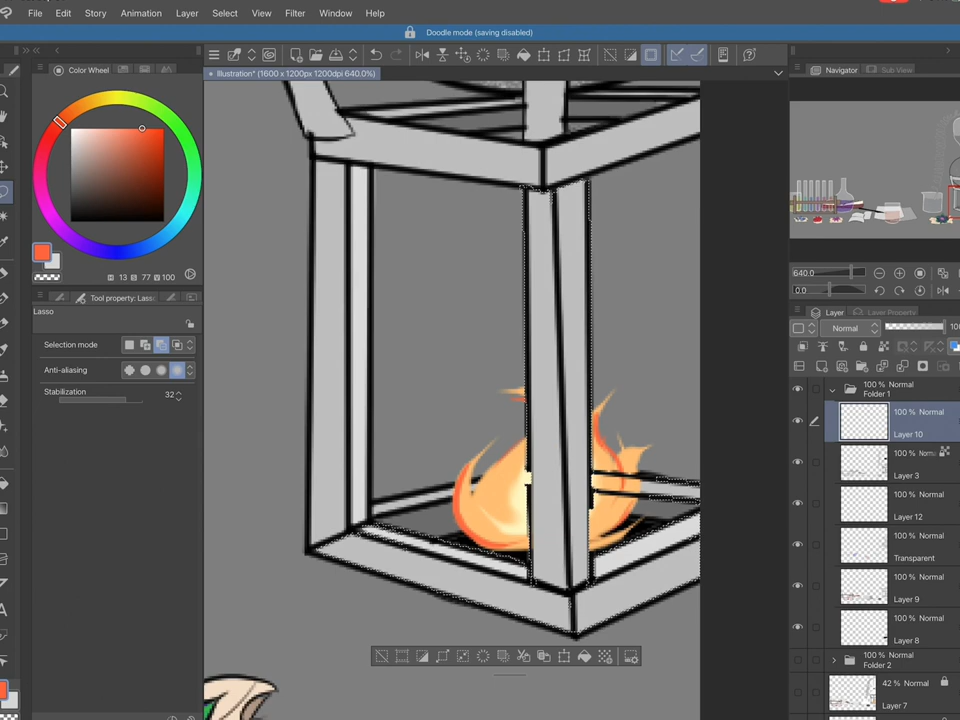 File Edit Story Animation Layer Select View Filter Window Help
Doodle mode (saving disabled)
Color Wheel
Illustration* (1600 x 1200px 1200dpi 640.0%)
Navigator
Sub View
H 13 S 77 V 100
Tool property: Lass
Lasso
Selection mode
Anti-aliasing
Stabilization
32
640.0
0.0
Layer
Layer Property
Normal
100 % Normal
Folder 1
100 % Normal
Layer 10
100 %
Layer 3
100 % Normal
Layer 12
100 % Normal
Transparent
100 % Normal
Layer 9
100 % Normal
Layer 8
100 % Normal
Folder 2
42 % Normal
Layer 7